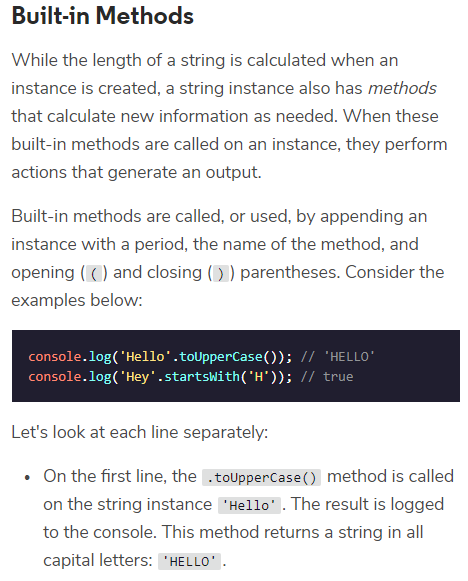 Built-in Methods
While the length of a string is calculated when an
instance is created, a string instance also has methods
that calculate new information as needed. When these
built-in methods are called on an instance, they perform
actions that generate an output.
Built-in methods are called, or used, by appending an
instance with a period, the name of the method, and
opening ( ( ) and closing ( ) ) parentheses. Consider the
examples below:
console.log('Hello'.toUpperCase()); // 'HELLO'
console.log('Hey'.startsWith('H')); // true
Let's look at each line separately:
• On the first line, the .toUpperCase() method is called
on the string instance 'Hello' . The result is logged
to the console. This method returns a string in all
capital letters: 'HELLO' .